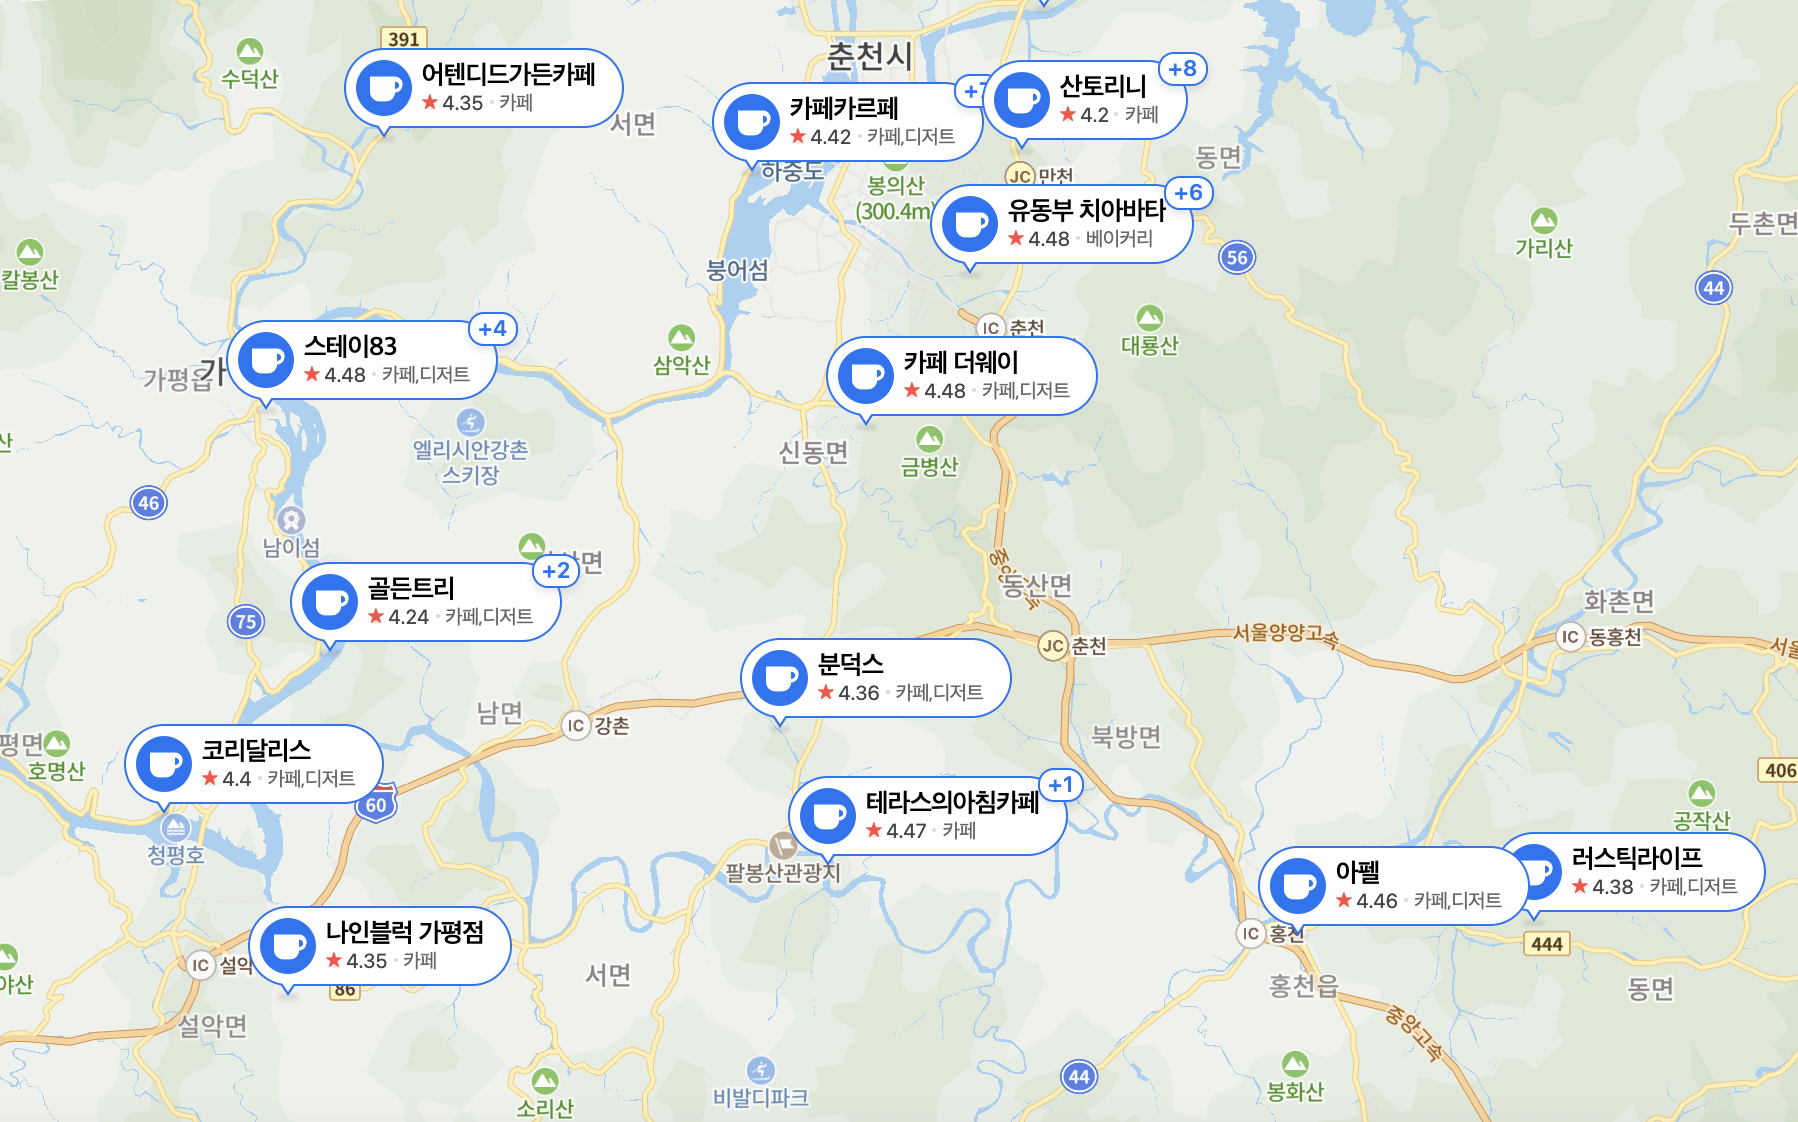 391
춘천시
수덕산
어텐디드가든카페
4.35 · 카페
서면
카페카르페
4.42 · 카페,디저트
산토리니
4.2 · 카페
+8
하중도
봉의산
(300.4m)
JC 만천
동면
유동부 치아바타
4.48 · 베이커리
+6
두촌면
가리산
칼봉산
붕어섬
56
44
IC 춘천
대룡산
스테이83
4.48 · 카페,디저트
+4
가평읍
삼악산
카페 더웨이
4.48 · 카페,디저트
엘리시안강촌
스키장
신동면
금병산
46
남이섬
골든트리
4.24 · 카페,디저트
+2
75
동산면
화촌면
서울양양고속
IC 동홍천
JC 춘천
분덕스
4.36 · 카페,디저트
남면
IC 강촌
북방면
호명산
코리달리스
4.4 · 카페,디저트
60
406
청평호
테라스의아침카페
4.47 · 카페
+1
공작산
팔봉산관광지
아펠
4.46 · 카페,디저트
러스틱라이프
4.38 · 카페,디저트
나인블럭 가평점
4.35 · 카페
IC 설악
86
IC 홍천
444
서면
홍천읍
동면
설악면
중앙고속
44
비발디파크
봉화산
소리산